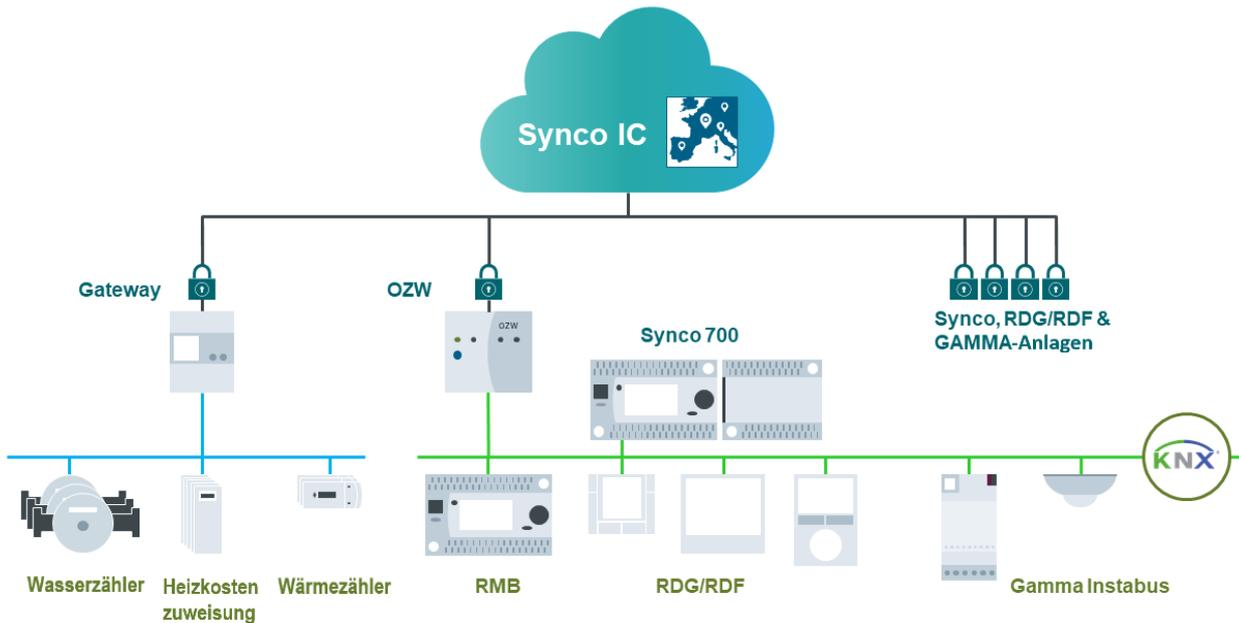 Synco IC
Gateway
OZW
OZW
Synco 700
Synco, RDG/RDF &
GAMMA-Anlagen
KNX
Wasserzähler
Heizkosten
zuweisung
Wärmezähler
RMB
RDG/RDF
Gamma Instabus